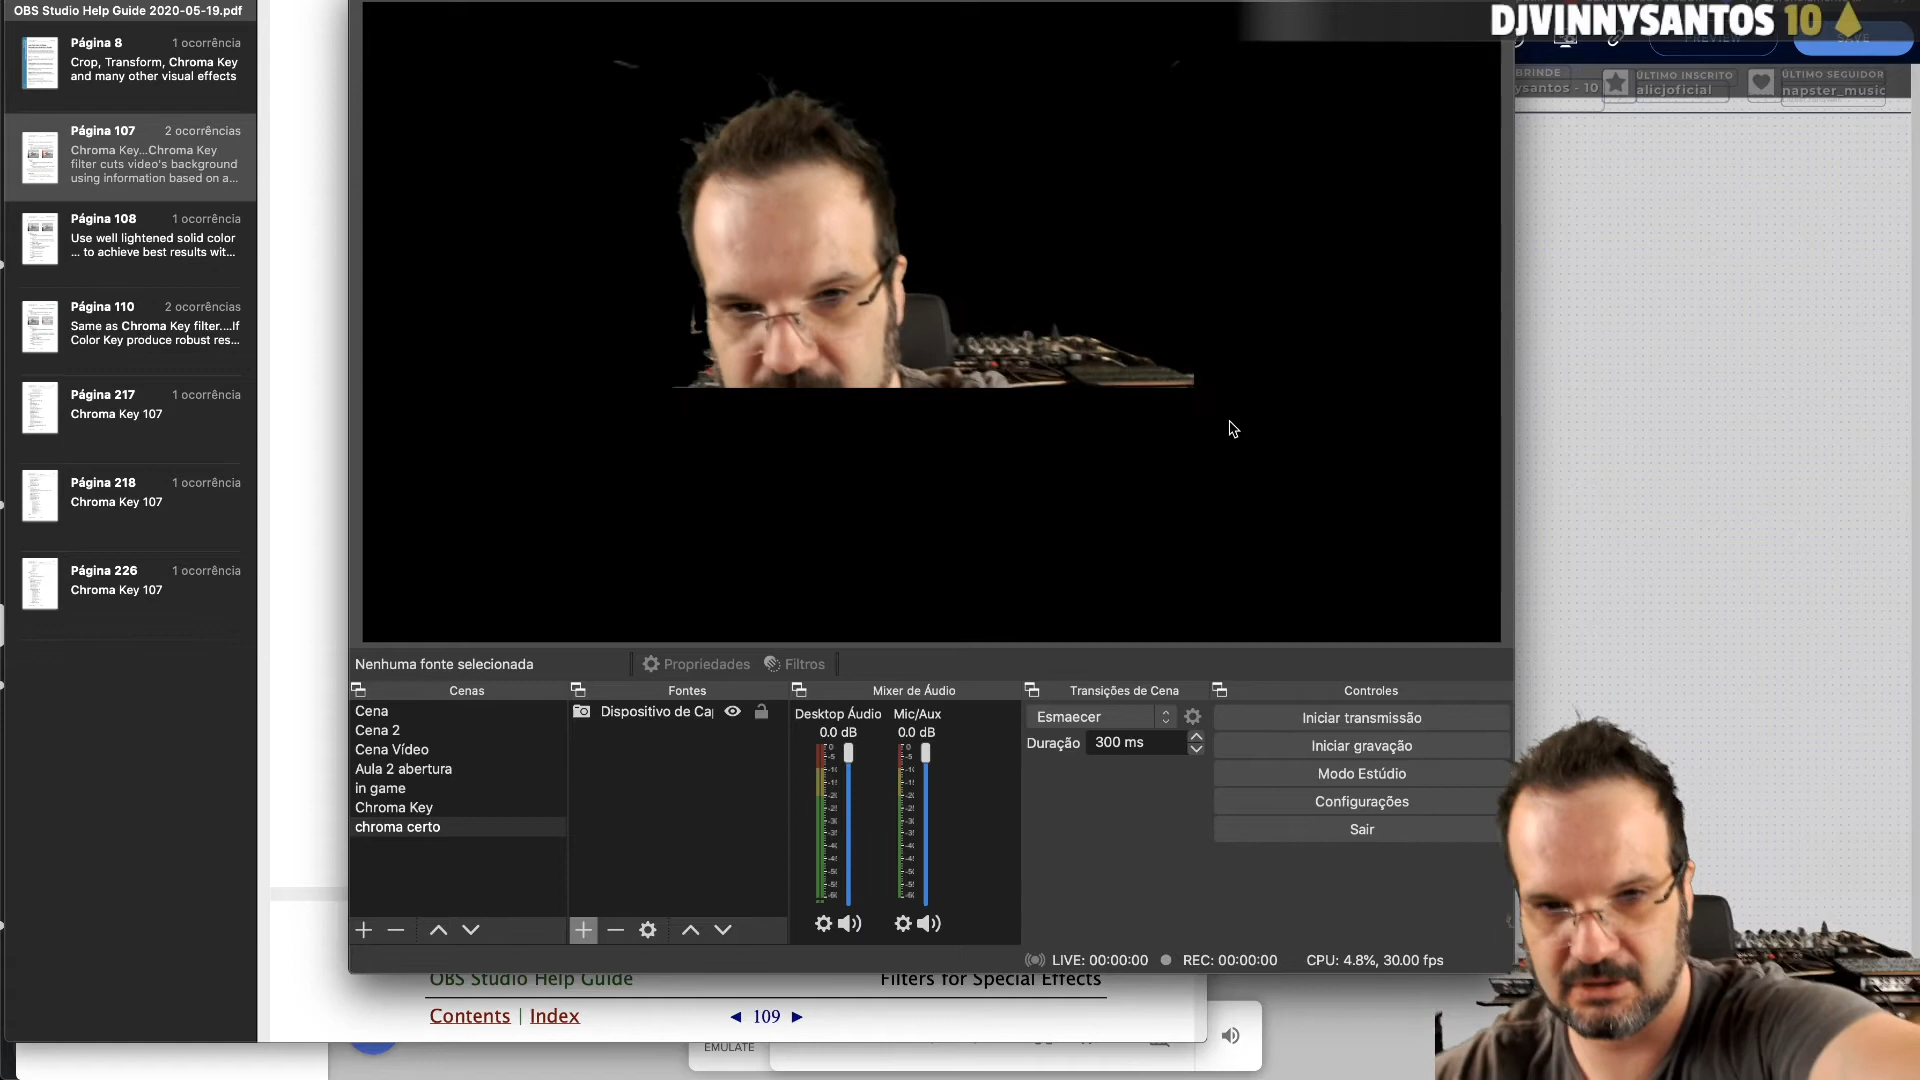 OBS Studio Help Guide 2020-05-19.pdf
Página 8 1 ocorrência
Crop, Transform, Chroma Key
and many other visual effects
Página 107 2 ocorrências
Chroma Key...Chroma Key
filter cuts video's background
using information based on a...
Página 108 1 ocorrência
Use well lightened solid color
... to achieve best results wit...
Página 110 2 ocorrências
Same as Chroma Key filter....If
Color Key produce robust res...
Página 217 1 ocorrência
Chroma Key 107
Página 218 1 ocorrência
Chroma Key 107
Página 226 1 ocorrência
Chroma Key 107
DJVINNYSANTOS 10
PREVIEW SAVE
BRINDE
ysantos - 10
ÚLTIMO INSCRITO
alicjoficial
ÚLTIMO SEGUIDOR
napster_music
Nenhuma fonte selecionada
Propriedades
Filtros
Cenas
Cena
Cena 2
Cena Vídeo
Aula 2 abertura
in game
Chroma Key
chroma certo
Fontes
Dispositivo de Ca
Mixer de Áudio
Desktop Áudio Mic/Aux
0.0 dB 0.0 dB
Transições de Cena
Esmaecer
Duração 300 ms
Controles
Iniciar transmissão
Iniciar gravação
Modo Estúdio
Configurações
Sair
LIVE: 00:00:00 REC: 00:00:00 CPU: 4.8%, 30.00 fps
OBS Studio Help Guide Filters for Special Effects
Contents | Index ◄ 109 ►
EMULATE